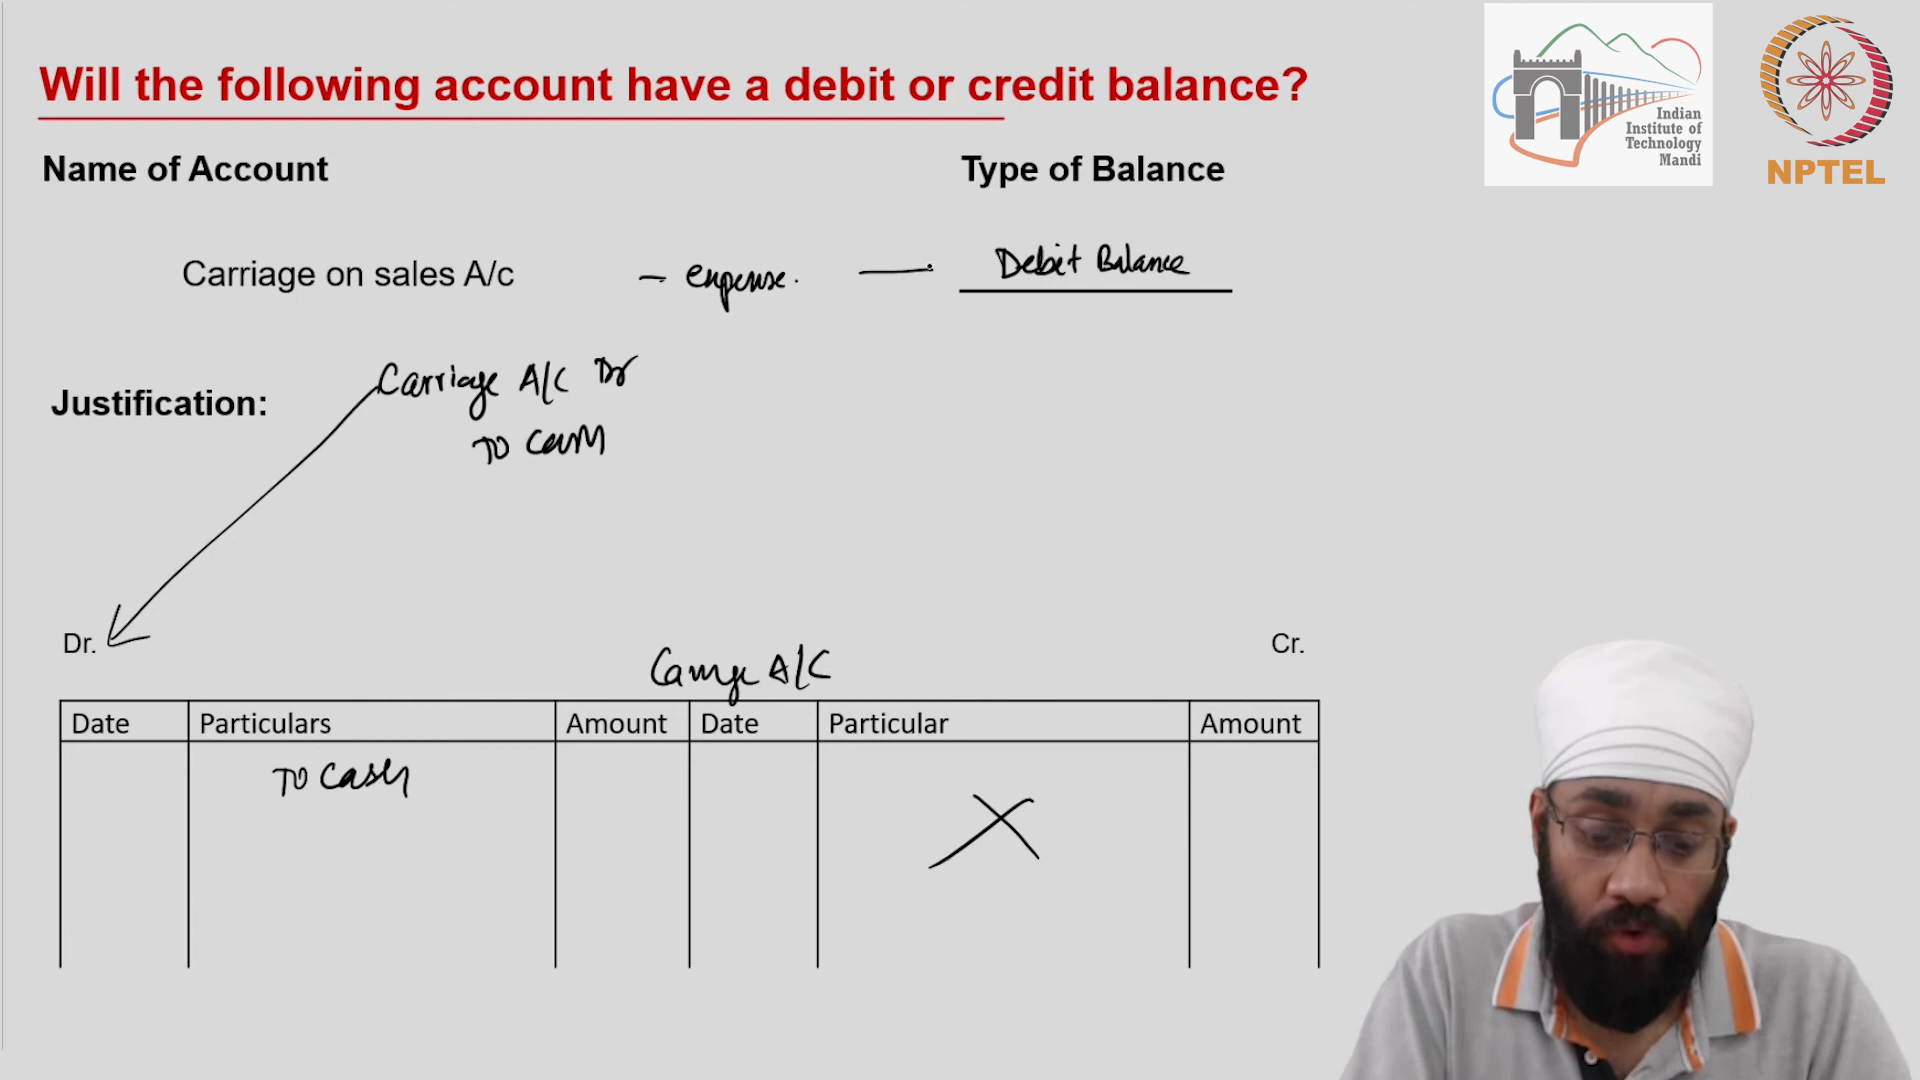 Will the following account have a debit or credit balance?
Indian
Institute of
Technology
Mandi
NPTEL
Name of Account
Type of Balance
Carriage on sales A/c
- expense.
Debit Balance
Justification:
Carriage A/C Dr
To Cash
Dr.
Cr.
Carriage A/C
Date Particulars Amount Date Particular Amount
To Cash